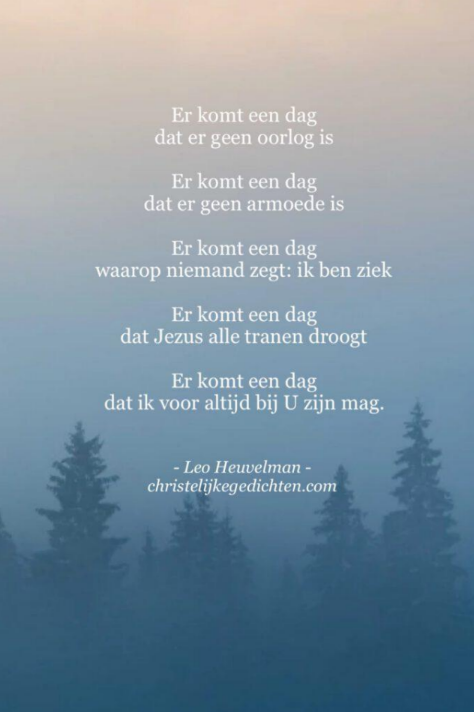 Er komt een dag
dat er geen oorlog is
Er komt een dag
dat er geen armoede is
Er komt een dag
waarop niemand zegt: ik ben ziek
Er komt een dag
dat Jezus alle tranen droogt
Er komt een dag
dat ik voor altijd bij U zijn mag.
- Leo Heuvelman -
christelijkegedichten.com